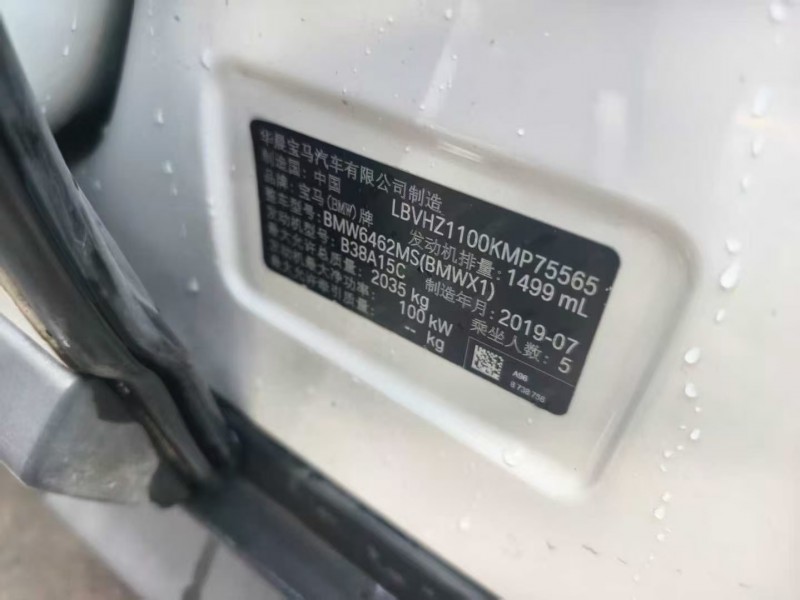 华晨宝马汽车有限公司制造
制造国: 中国 LBVHZ1100KMP75565
品牌: 宝马(BMW)牌 发动机排量: 1499 mL
整车型号: BMW6462MS(BMWX1)
发动机型号: B38A15C 制造年月: 2019-07
最大允许总质量: 2035 kg 乘坐人数: 5
发动机最大净功率: 100 kW
最大允许牵引质量: -- kg
A96
8 738 256